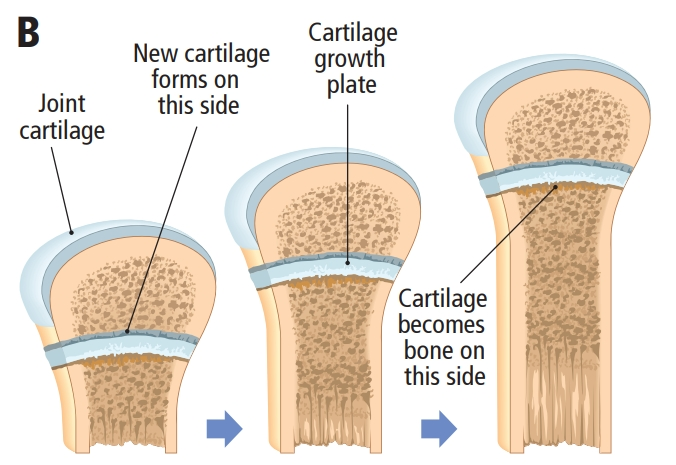 B
Joint
cartilage
New cartilage
forms on
this side
Cartilage
growth
plate
Cartilage
becomes
bone on
this side